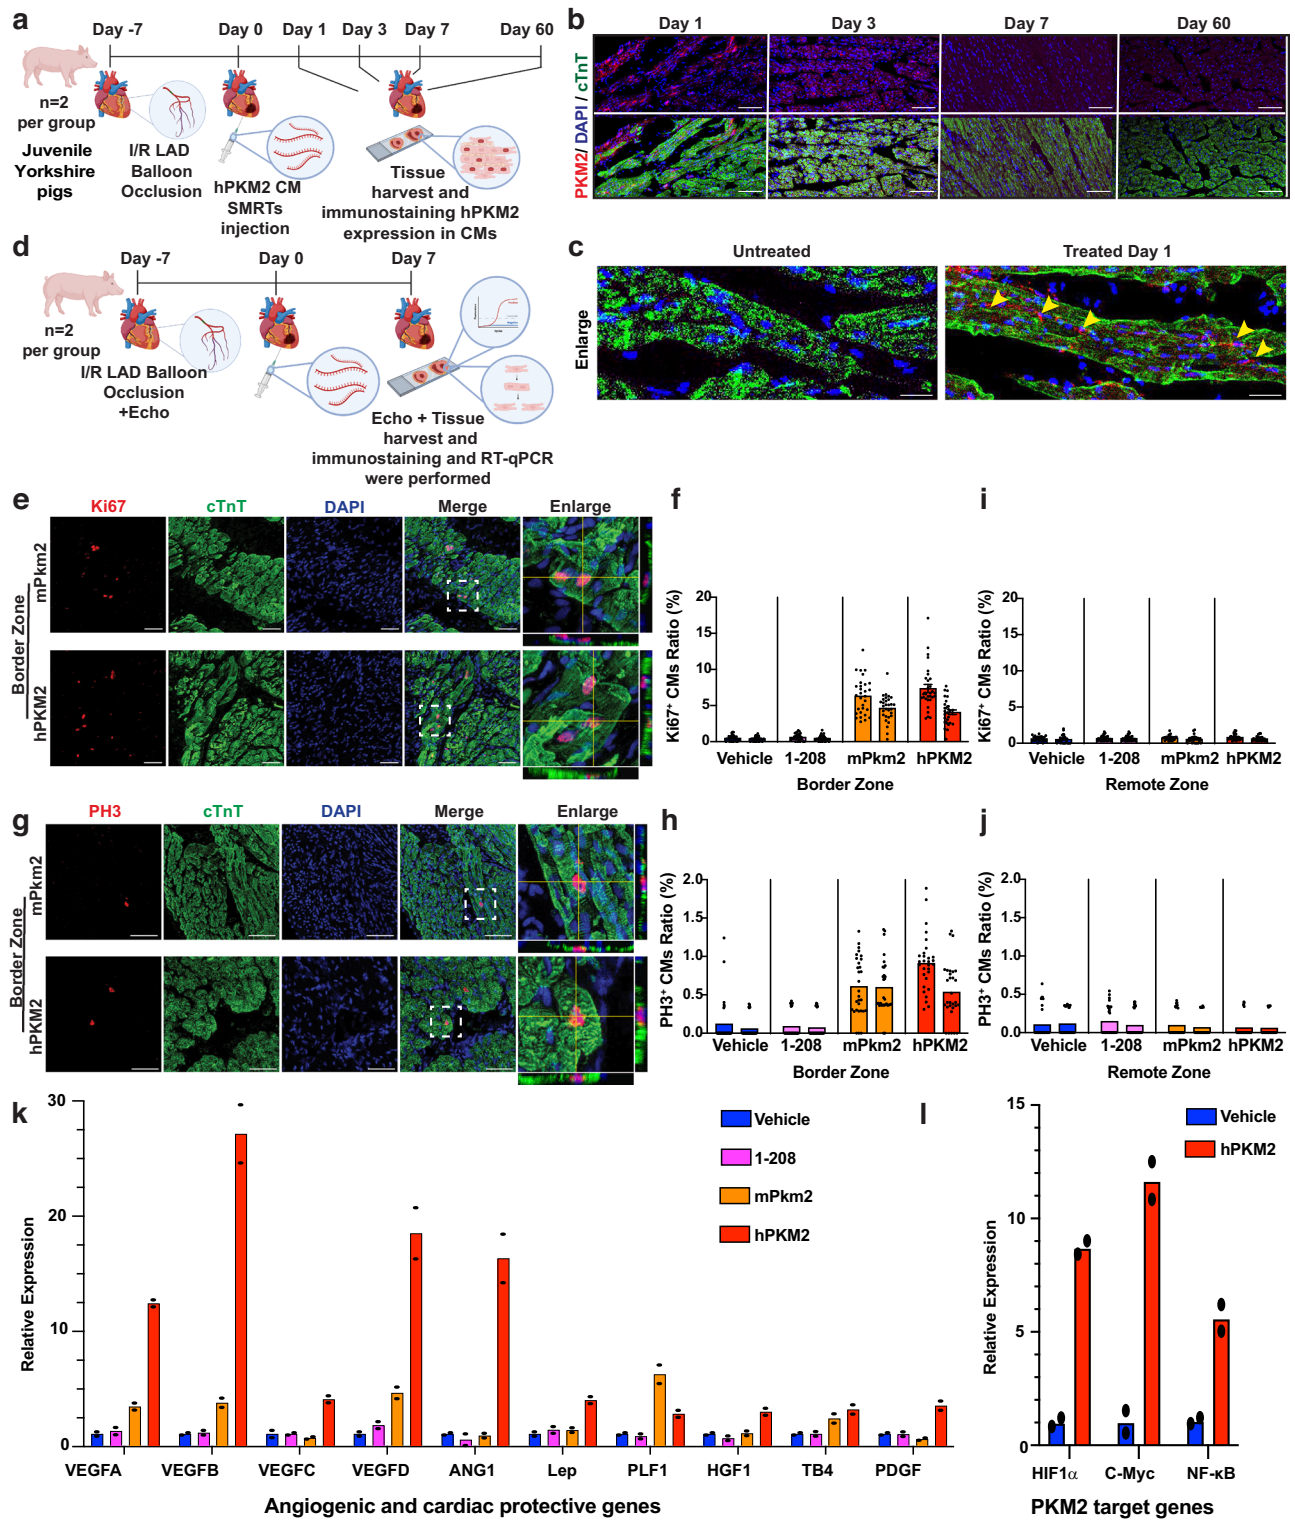 a
Day -7
Day 0
Day 1
Day 3
Day 7
Day 60
n=2
per group
Juvenile
Yorkshire
pigs
I/R LAD
Balloon
Occlusion
hPKM2 CM
SMRTs
injection
Tissue
harvest and
immunostaining hPKM2
expression in CMs
b
Day 1
Day 3
Day 7
Day 60
PKM2/ DAPI / cTnT
c
Untreated
Treated Day 1
Enlarge
d
Day -7
Day 0
Day 7
n=2
per group
I/R LAD Balloon
Occlusion
+Echo
Echo + Tissue
harvest and
immunostaining and RT-qPCR
were performed
e
Ki67
cTnT
DAPI
Merge
Enlarge
Border Zone
mPkm2
hPKM2
f
Ki67⁺ CMs Ratio (%)
20
15
10
5
0
Vehicle
1-208
mPkm2
hPKM2
Border Zone
i
Ki67⁺ CMs Ratio (%)
20
15
10
5
0
Vehicle
1-208
mPkm2
hPKM2
Remote Zone
g
PH3
cTnT
DAPI
Merge
Enlarge
Border Zone
mPkm2
hPKM2
h
PH3⁺ CMs Ratio (%)
2.0
1.5
1.0
0.5
0.0
Vehicle
1-208
mPkm2
hPKM2
Border Zone
j
PH3⁺ CMs Ratio (%)
2.0
1.5
1.0
0.5
0.0
Vehicle
1-208
mPkm2
hPKM2
Remote Zone
k
Relative Expression
30
20
10
0
Vehicle
1-208
mPkm2
hPKM2
VEGFA
VEGFB
VEGFC
VEGFD
ANG1
Lep
PLF1
HGF1
TB4
PDGF
Angiogenic and cardiac protective genes
l
Relative Expression
15
10
5
0
Vehicle
hPKM2
HIF1α
C-Myc
NF-κB
PKM2 target genes